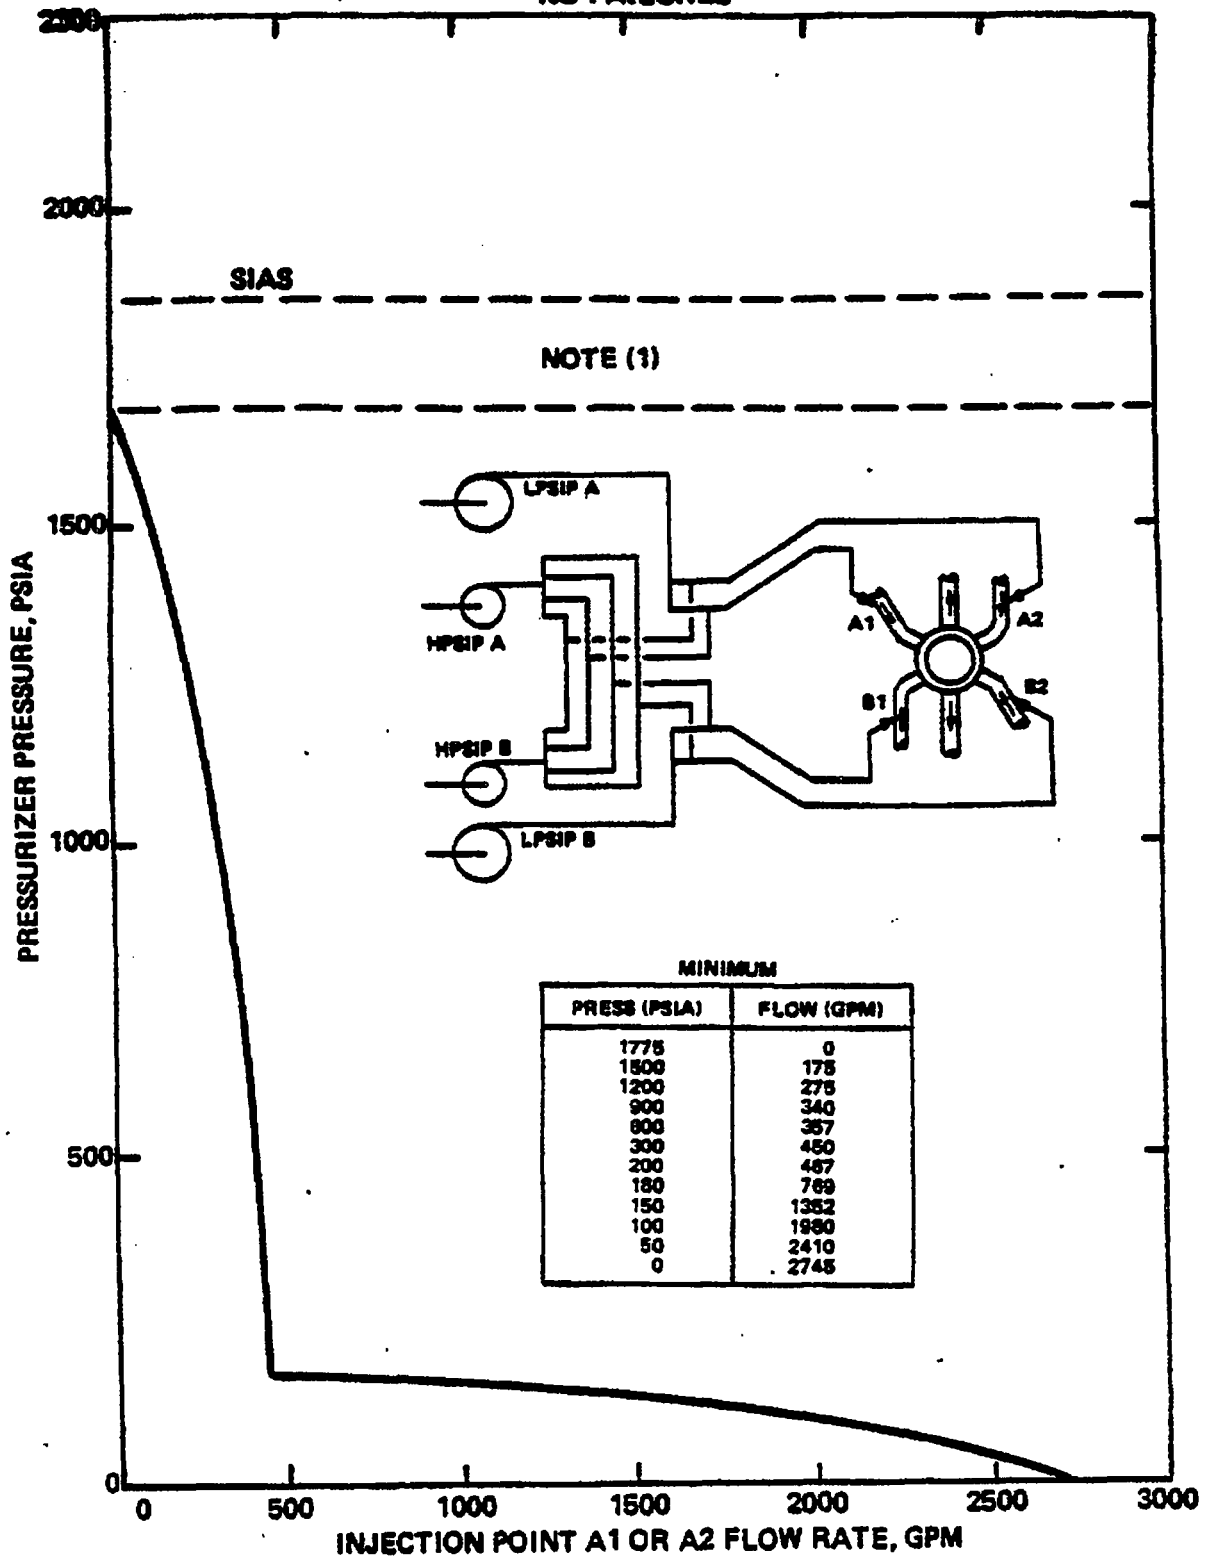 2500
2000
SIAS
NOTE (1)
1500
LPSIP A
HPSIP A
A1
A2
B1
B2
HPSIP B
LPSIP B
1000
PRESSURIZER PRESSURE, PSIA
MINIMUM
PRESS (PSIA) FLOW (GPM)
1775 0
1500 175
1200 275
900 340
600 357
300 450
200 467
180 769
150 1352
100 1980
50 2410
0 2745
500
0
0 500 1000 1500 2000 2500 3000
INJECTION POINT A1 OR A2 FLOW RATE, GPM